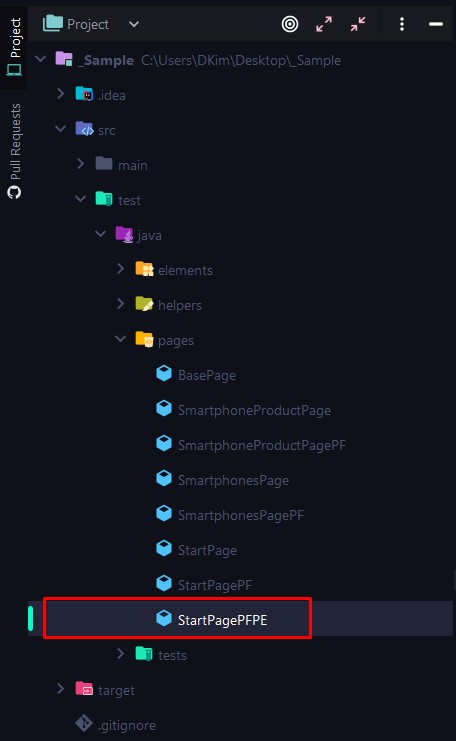 Project
Project
Pull Requests
_Sample C:\Users\DKim\Desktop\_Sample
.idea
src
main
test
java
elements
helpers
pages
BasePage
SmartphoneProductPage
SmartphoneProductPagePF
SmartphonesPage
SmartphonesPagePF
StartPage
StartPagePF
StartPagePFPE
tests
target
.gitignore